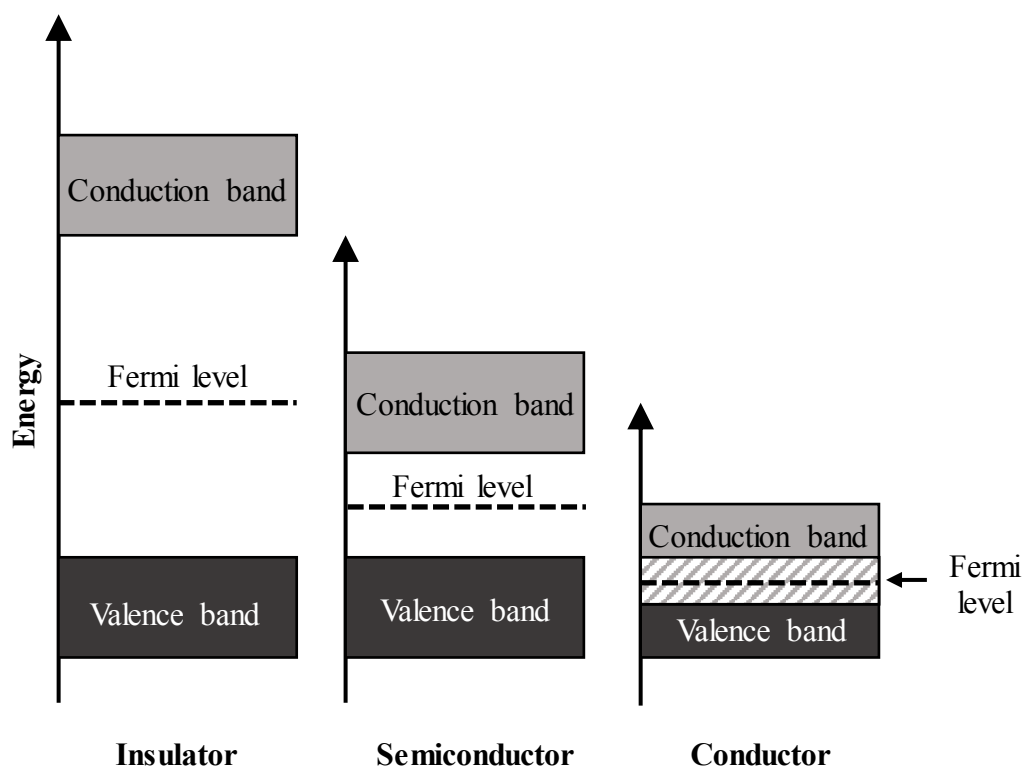 Energy
Conduction band
Fermi level
Valence band
Insulator
Conduction band
Fermi level
Valence band
Semiconductor
Conduction band
Valence band
Fermi
level
Conductor